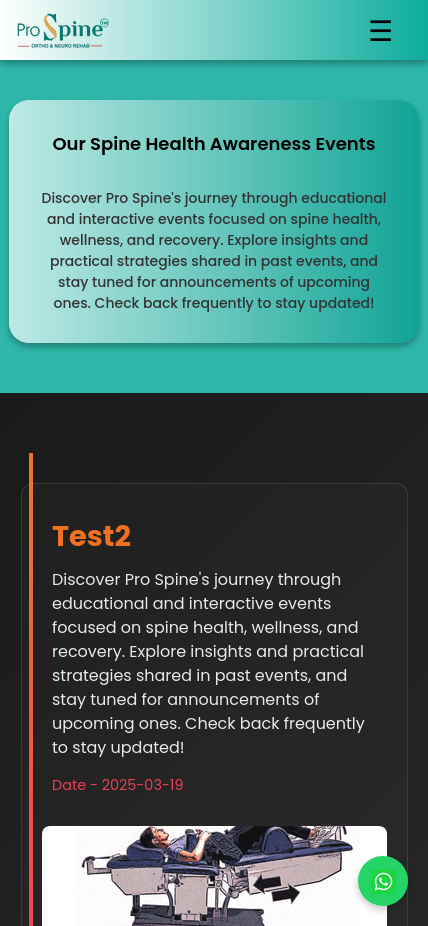 Pro Spine TM
ORTHO & NEURO REHAB
Our Spine Health Awareness Events
Discover Pro Spine's journey through educational
and interactive events focused on spine health,
wellness, and recovery. Explore insights and
practical strategies shared in past events, and
stay tuned for announcements of upcoming
ones. Check back frequently to stay updated!
Test2
Discover Pro Spine's journey through
educational and interactive events
focused on spine health, wellness, and
recovery. Explore insights and practical
strategies shared in past events, and
stay tuned for announcements of
upcoming ones. Check back frequently
to stay updated!
Date - 2025-03-19